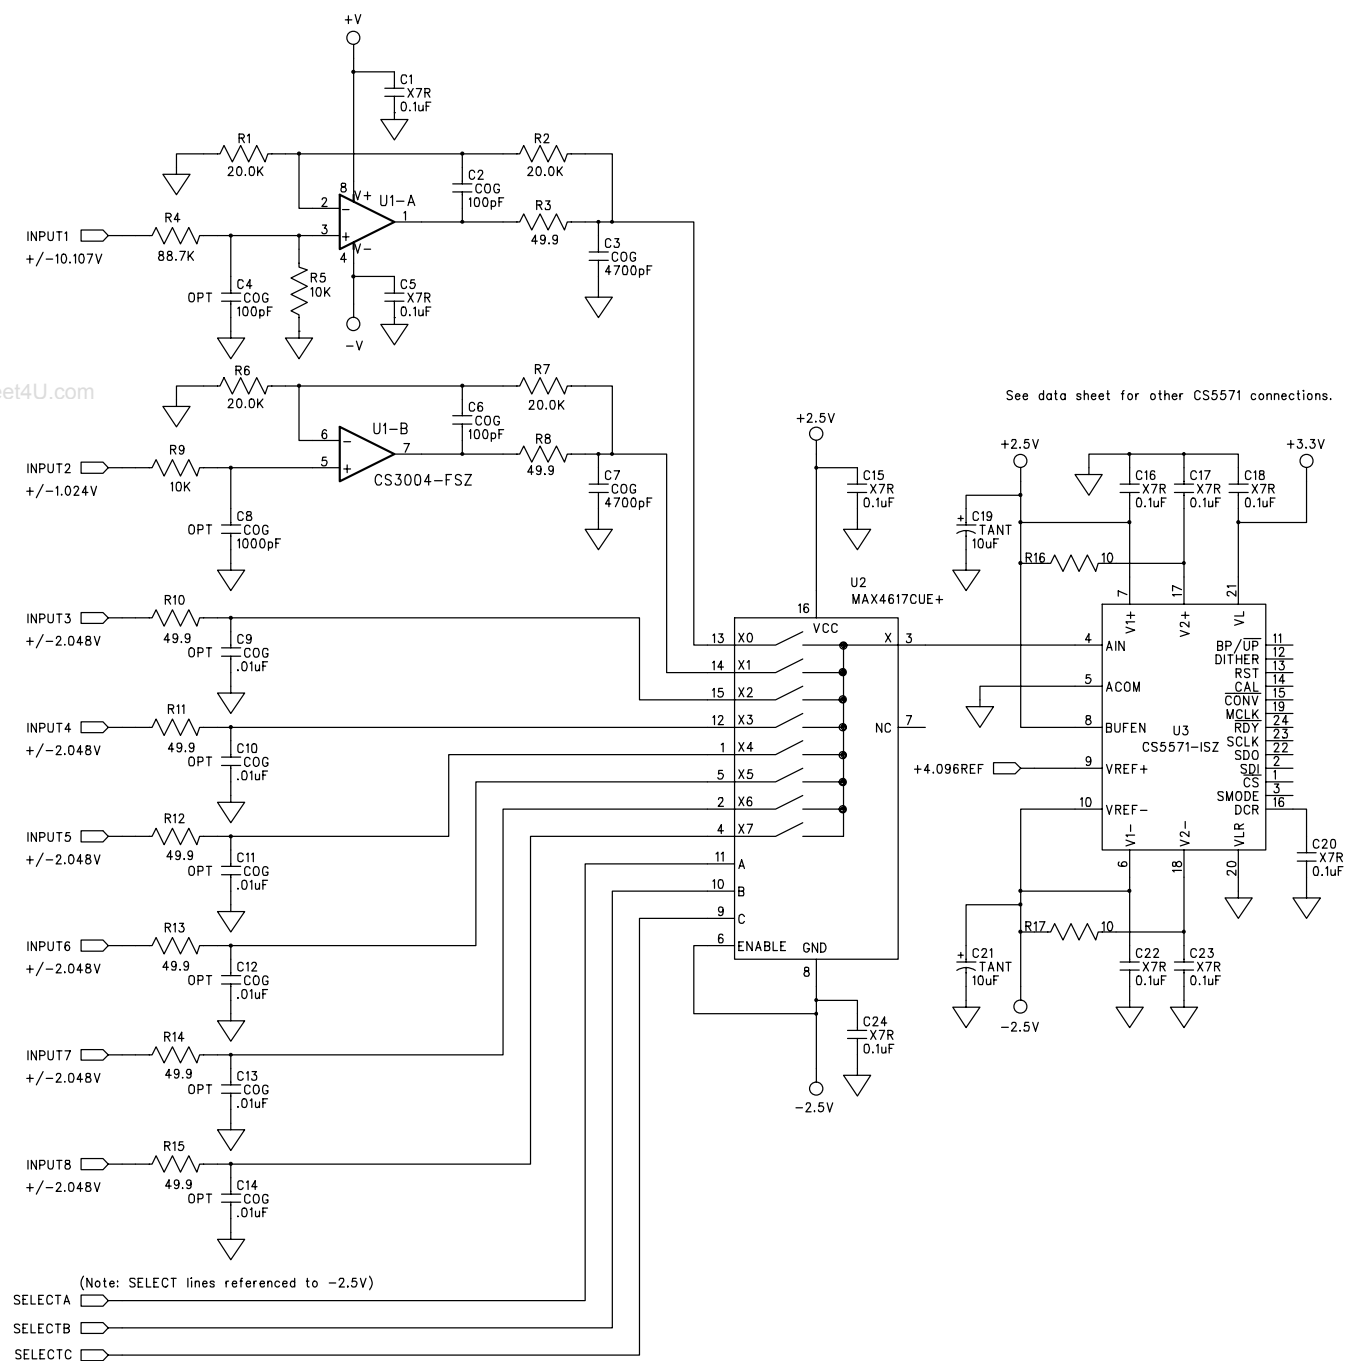 +V
C1
X7R
0.1uF
R1
20.0K
R2
20.0K
C2
COG
100pF
8
V+
U1-A
2
-
1
3
+
V-
4
R3
49.9
C3
COG
4700pF
INPUT1
+/-10.107V
R4
88.7K
OPT
C4
COG
100pF
R5
10K
C5
X7R
0.1uF
-V
eet4U.com
R6
20.0K
R7
20.0K
C6
COG
100pF
U1-B
6
-
7
5
+
CS3004-FSZ
R8
49.9
C7
COG
4700pF
INPUT2
+/-1.024V
R9
10K
OPT
C8
COG
1000pF
INPUT3
+/-2.048V
R10
49.9
OPT
C9
COG
.01uF
INPUT4
+/-2.048V
R11
49.9
OPT
C10
COG
.01uF
INPUT5
+/-2.048V
R12
49.9
OPT
C11
COG
.01uF
INPUT6
+/-2.048V
R13
49.9
OPT
C12
COG
.01uF
INPUT7
+/-2.048V
R14
49.9
OPT
C13
COG
.01uF
INPUT8
+/-2.048V
R15
49.9
OPT
C14
COG
.01uF
(Note: SELECT lines referenced to -2.5V)
SELECTA
SELECTB
SELECTC
+2.5V
C15
X7R
0.1uF
U2
MAX4617CUE+
16
VCC
13 X0
X 3
14 X1
15 X2
12 X3
NC 7
1 X4
5 X5
2 X6
4 X7
11 A
10 B
9 C
6 ENABLE
GND
8
C24
X7R
0.1uF
-2.5V
See data sheet for other CS5571 connections.
+2.5V
+3.3V
C16
X7R
0.1uF
C17
X7R
0.1uF
C18
X7R
0.1uF
+
C19
TANT
10uF
R16
10
7
17
21
V1+
V2+
VL
4 AIN
5 ACOM
8 BUFEN
+4.096REF
9 VREF+
10 VREF-
U3
CS5571-ISZ
BP/UP 11
DITHER 12
RST 13
CAL 14
CONV 15
MCLK 19
RDY 24
SCLK 23
SDO 22
SDI 2
CS 1
SMODE 3
DCR 16
V1-
V2-
VLR
6
18
20
C20
X7R
0.1uF
R17
10
+
C21
TANT
10uF
C22
X7R
0.1uF
C23
X7R
0.1uF
-2.5V